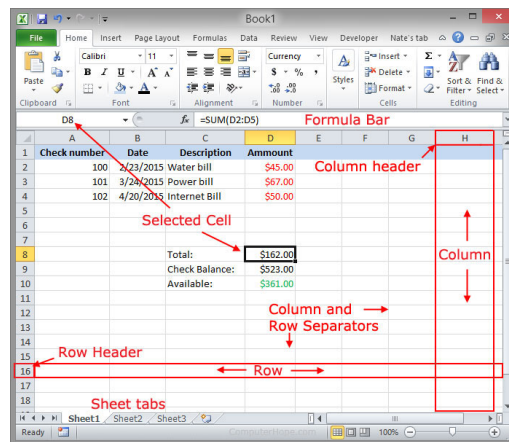 Book1
File Home Insert Page Layout Formulas Data Review View Developer Nate's tab
Paste
Calibri 11
B I U A A
A
Currency
$ % ,
.00 .0
Styles
Insert
Delete
Format
Σ
Sort & Filter
Find & Select
Clipboard Font Alignment Number Cells Editing
D8 fx =SUM(D2:D5) Formula Bar
A B C D E F G H
1 Check number Date Description Ammount
2 100 2/23/2015 Water bill $45.00 Column header
3 101 3/24/2015 Power bill $67.00
4 102 4/20/2015 Internet Bill $50.00
5
6 Selected Cell
7
8 Total: $162.00 Column
9 Check Balance: $523.00
10 Available: $361.00
11
12 Column and
13 Row Separators
14
15 Row Header
16 Row
17
18 Sheet tabs
Sheet1 Sheet2 Sheet3
Ready 100%